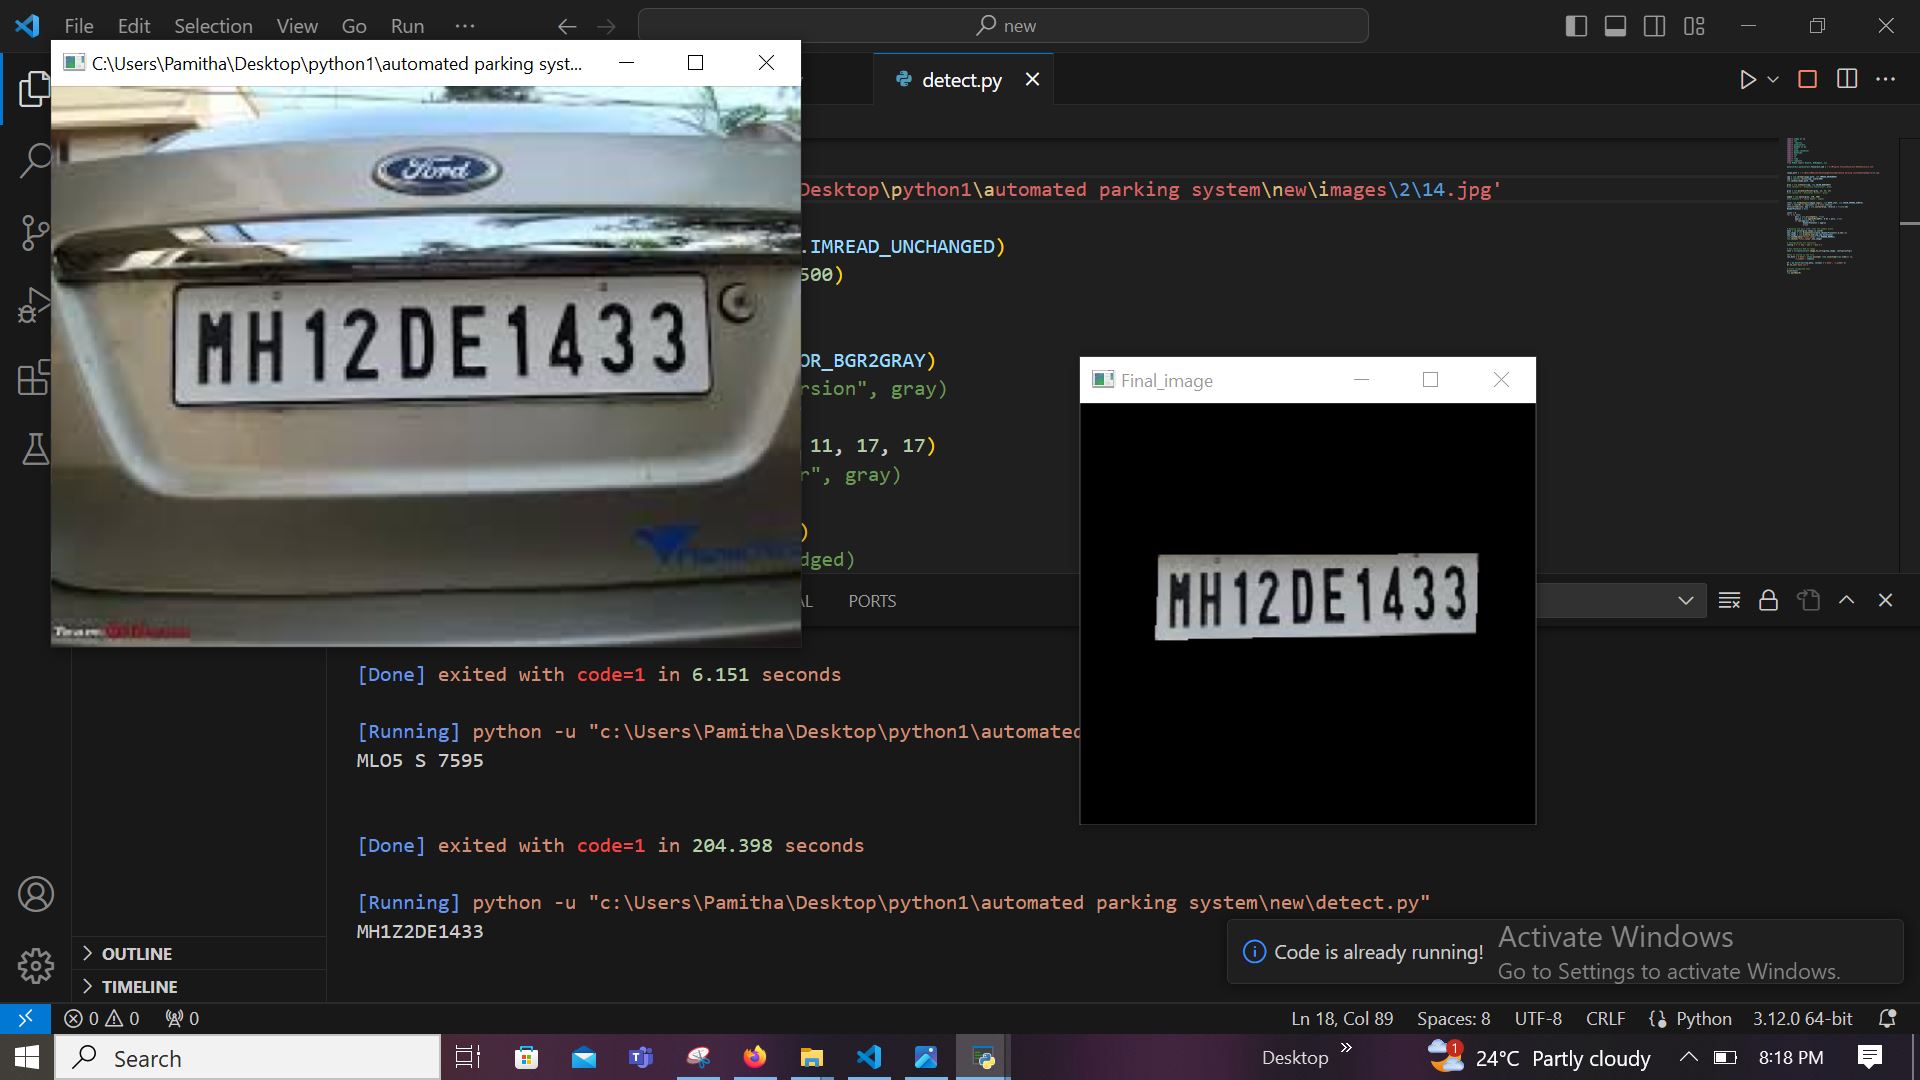 File Edit Selection View Go Run ···
new
C:\Users\Pamitha\Desktop\python1\automated parking syst...
detect.py
Ford
MH12DE1433
Team-
Desktop\python1\automated parking system\new\images\2\14.jpg'
.IMREAD_UNCHANGED)
500)
OR_BGR2GRAY)
rsion", gray)
11, 17, 17)
r", gray)
)
dged)
Final_image
MH12DE1433
AL PORTS
[Done] exited with code=1 in 6.151 seconds
[Running] python -u "c:\Users\Pamitha\Desktop\python1\automated
MLO5 S 7595
[Done] exited with code=1 in 204.398 seconds
[Running] python -u "c:\Users\Pamitha\Desktop\python1\automated parking system\new\detect.py"
MH1Z2DE1433
OUTLINE
TIMELINE
Code is already running!
Activate Windows
Go to Settings to activate Windows.
0 0 0
Ln 18, Col 89 Spaces: 8 UTF-8 CRLF {} Python 3.12.0 64-bit
Search
Desktop » 1 24°C Partly cloudy 8:18 PM